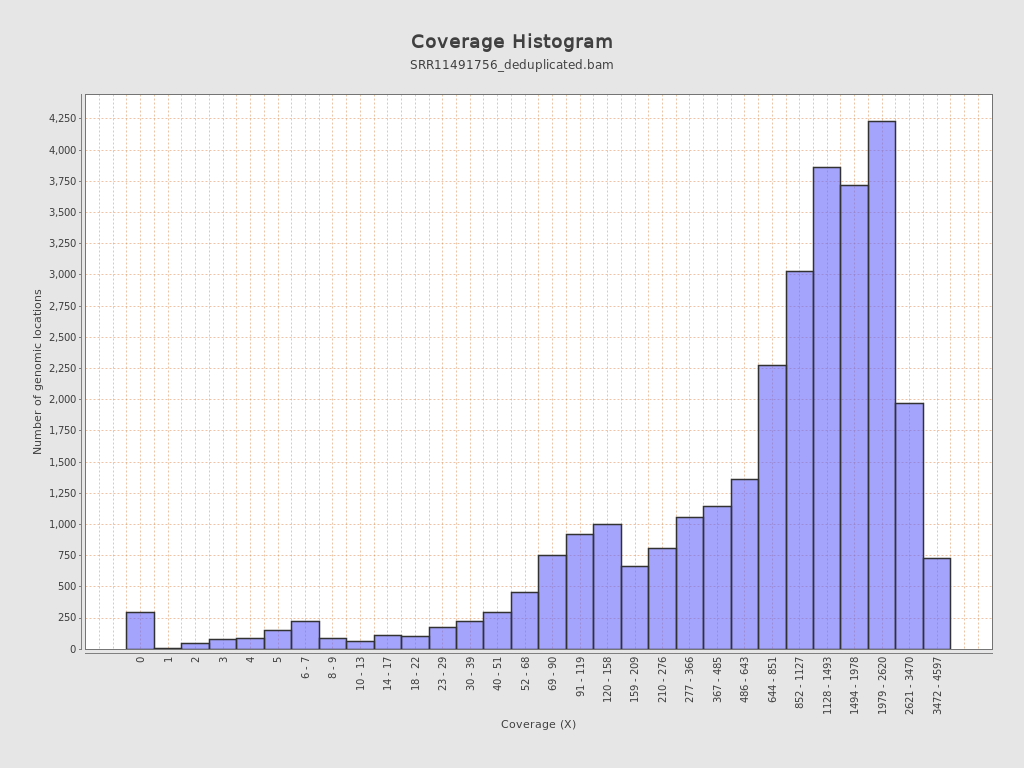 Coverage Histogram
SRR11491756_deduplicated.bam
Number of genomic locations
4,250
4,000
3,750
3,500
3,250
3,000
2,750
2,500
2,250
2,000
1,750
1,500
1,250
1,000
750
500
250
0
0
1
2
3
4
5
6 - 7
8 - 9
10 - 13
14 - 17
18 - 22
23 - 29
30 - 39
40 - 51
52 - 68
69 - 90
91 - 119
120 - 158
159 - 209
210 - 276
277 - 366
367 - 485
486 - 643
644 - 851
852 - 1127
1128 - 1493
1494 - 1978
1979 - 2620
2621 - 3470
3472 - 4597
Coverage (X)